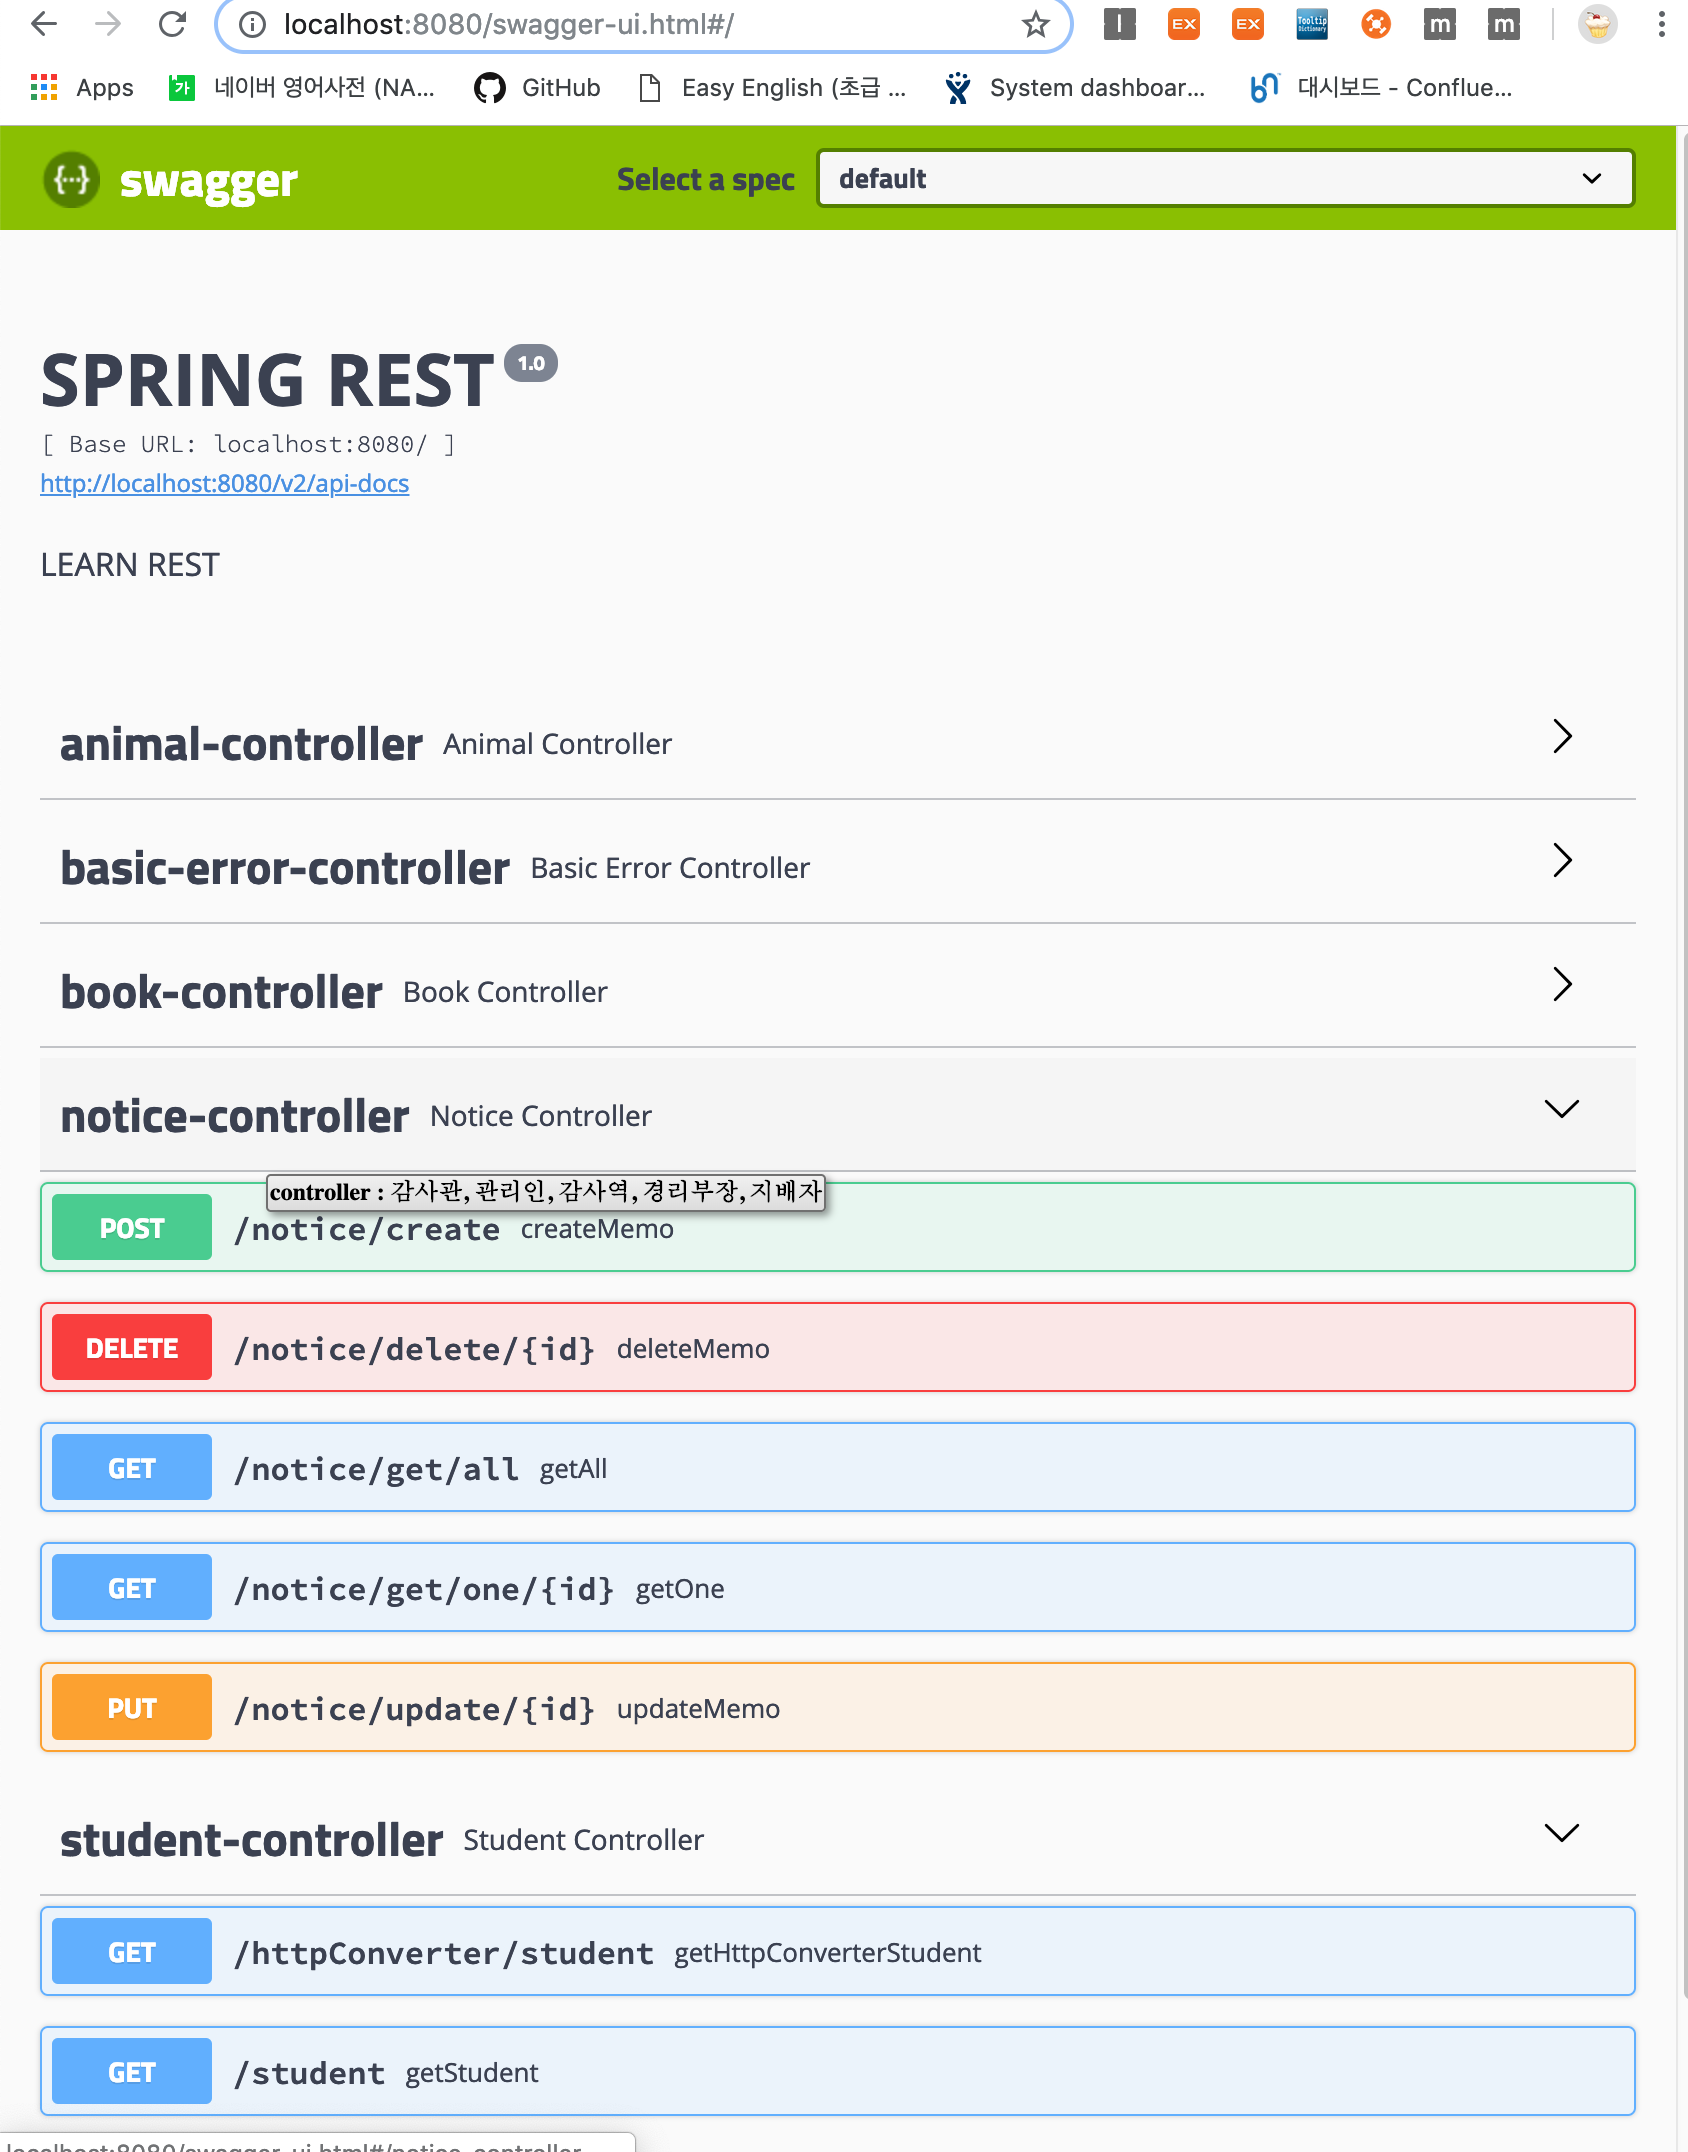 localhost:8080/swagger-ui.html#/
EX EX Tooltip Dictionary m m
Apps 가 네이버 영어사전 (NA... GitHub Easy English (초급 ... System dashboar... 대시보드 - Conflue...
{...} swagger Select a spec default
SPRING REST 1.0
[ Base URL: localhost:8080/ ]
http://localhost:8080/v2/api-docs
LEARN REST
animal-controller Animal Controller
basic-error-controller Basic Error Controller
book-controller Book Controller
notice-controller Notice Controller
controller : 감사관,관리인,감사역,경리부장,지배자
POST /notice/create createMemo
DELETE /notice/delete/{id} deleteMemo
GET /notice/get/all getAll
GET /notice/get/one/{id} getOne
PUT /notice/update/{id} updateMemo
student-controller Student Controller
GET /httpConverter/student getHttpConverterStudent
GET /student getStudent
localhost:8080/swagger-ui.html#/notice-controller